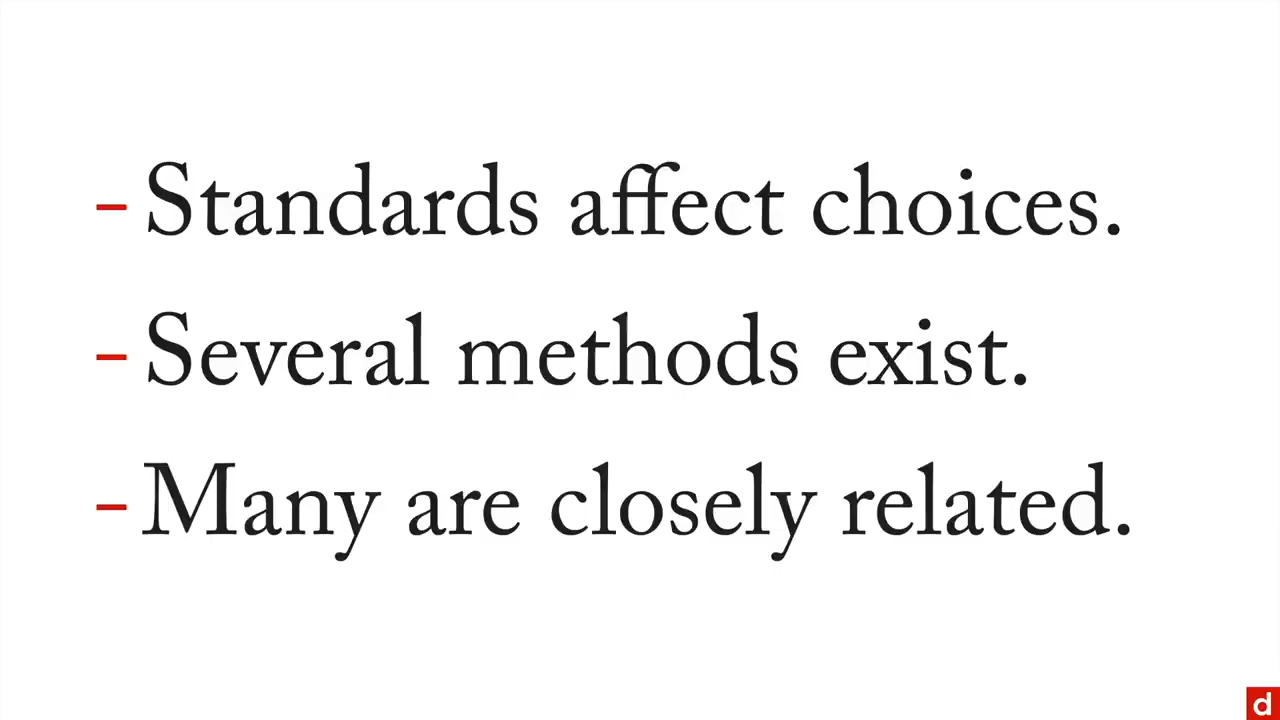 - Standards affect choices.
- Several methods exist.
- Many are closely related.
d